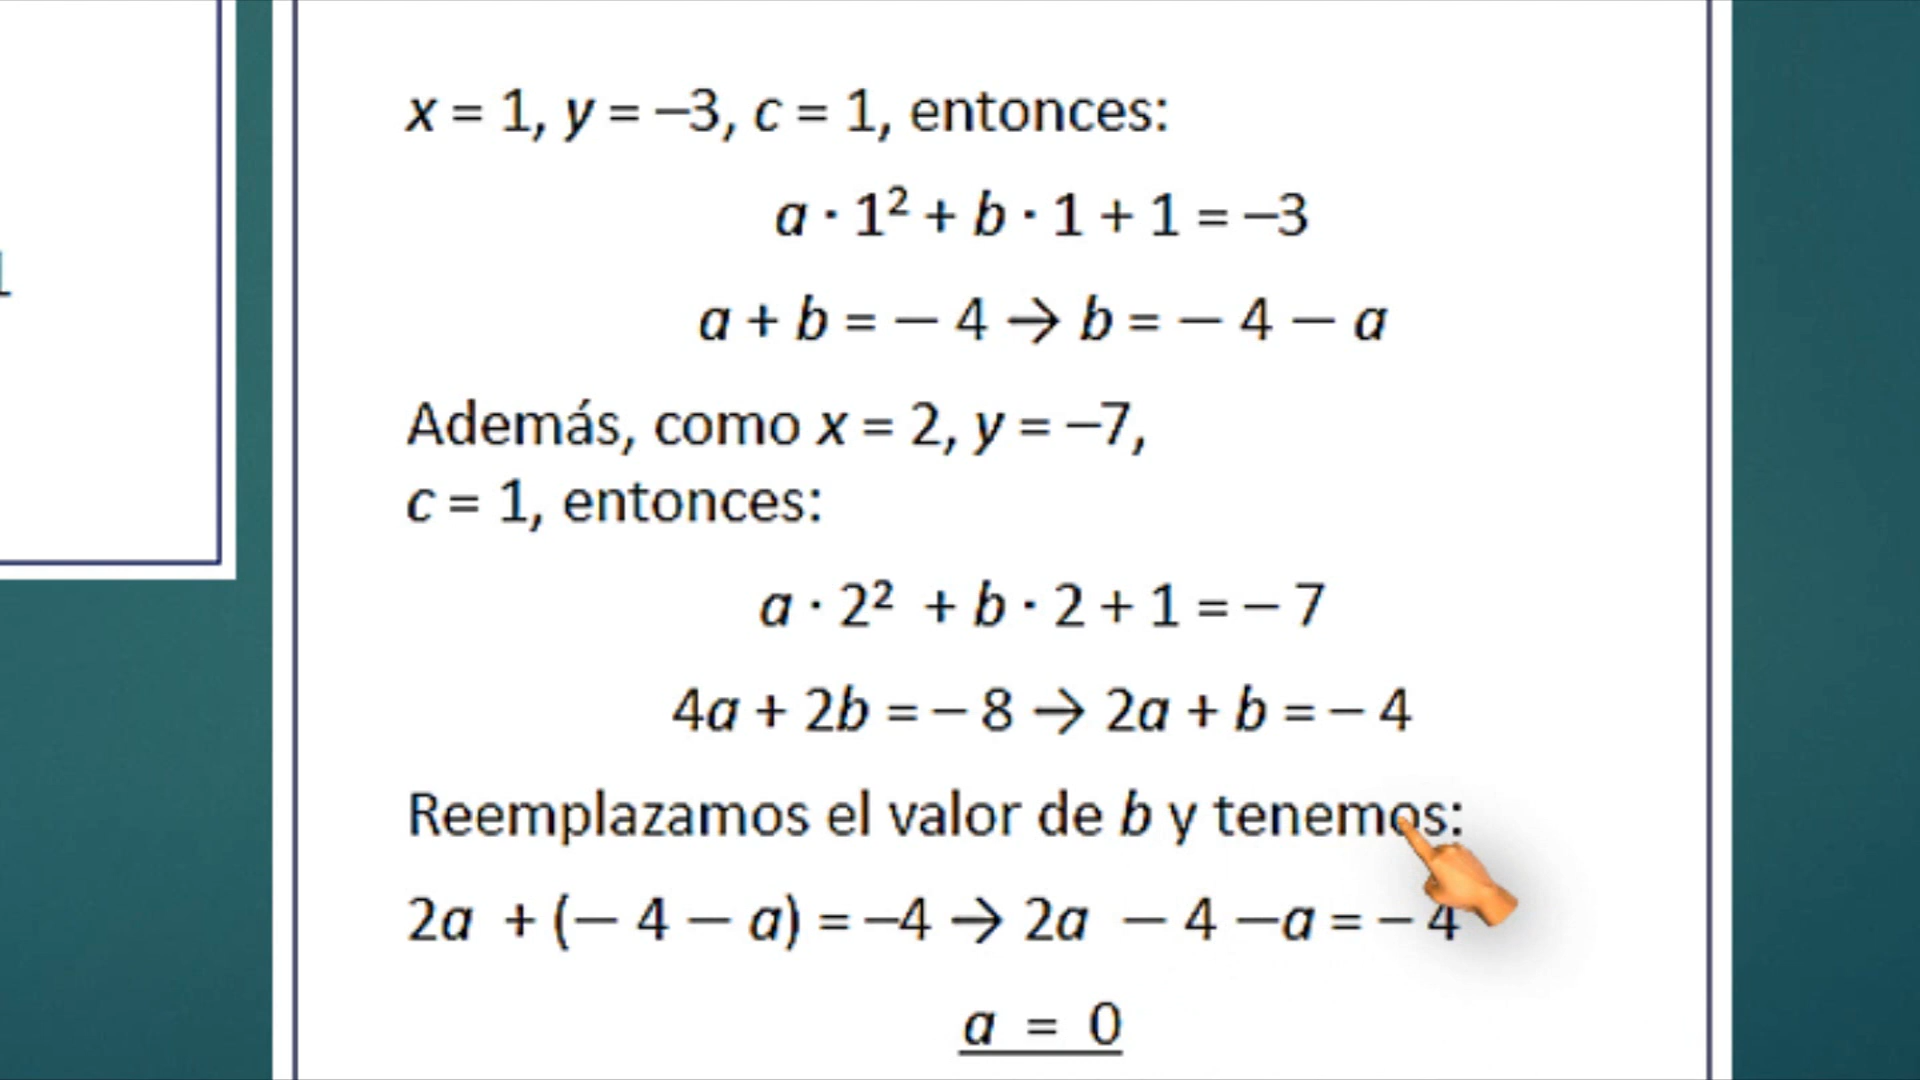 x = 1, y = –3, c = 1, entonces:
a · 1² + b · 1 + 1 = –3
a + b = – 4 → b = – 4 – a
Además, como x = 2, y = –7,
c = 1, entonces:
a · 2² + b · 2 + 1 = – 7
4a + 2b = – 8 → 2a + b = – 4
Reemplazamos el valor de b y tenemos:
2a + (– 4 – a) = –4 → 2a – 4 –a = – 4
a = 0